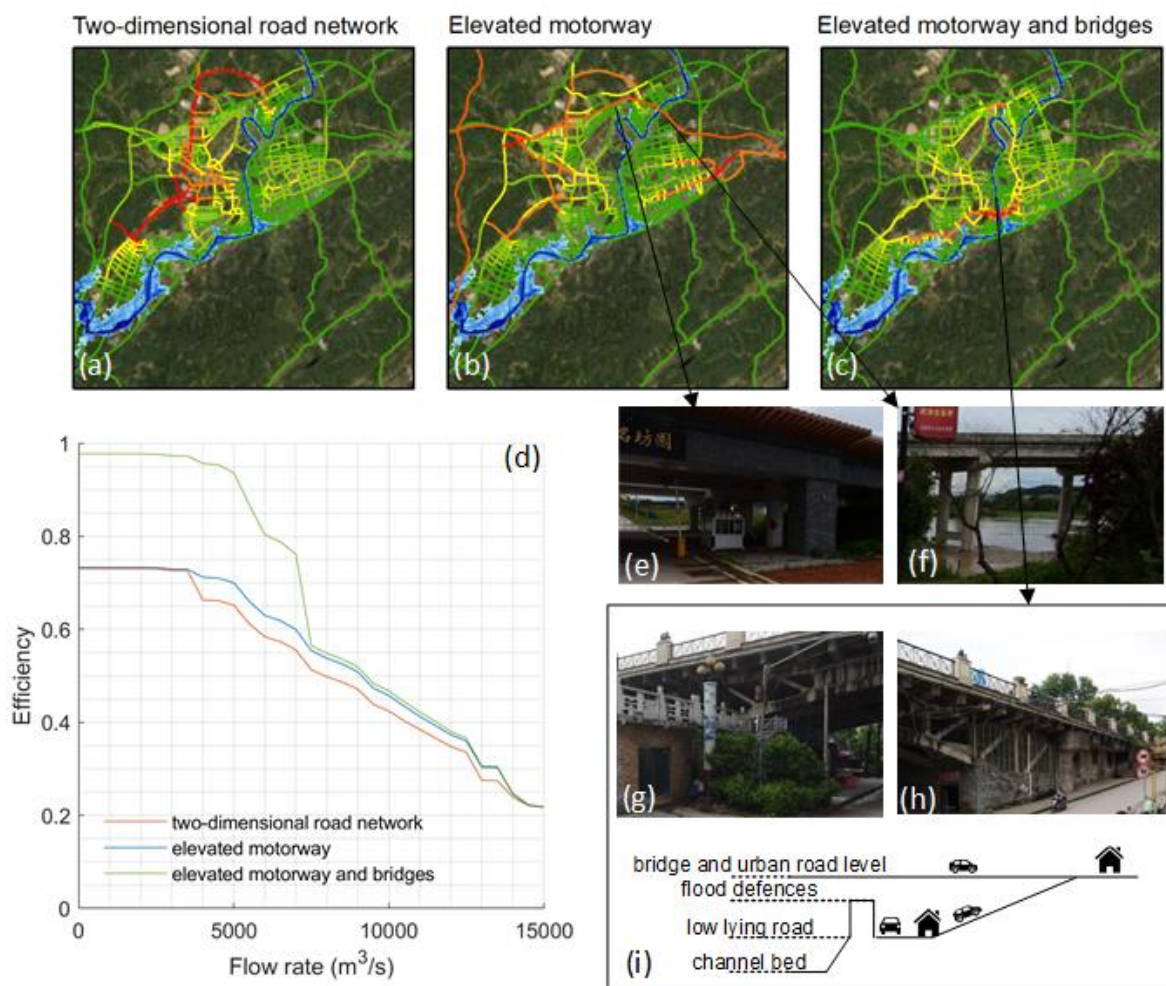 Two-dimensional road network
Elevated motorway
Elevated motorway and bridges
(a)
(b)
(c)
(d)
1
0.8
0.6
0.4
0.2
0
Efficiency
two-dimensional road network
elevated motorway
elevated motorway and bridges
0
5000
10000
15000
Flow rate (m³/s)
坊园
(e)
(f)
(g)
(h)
bridge and urban road level
flood defences
low lying road
channel bed
(i)